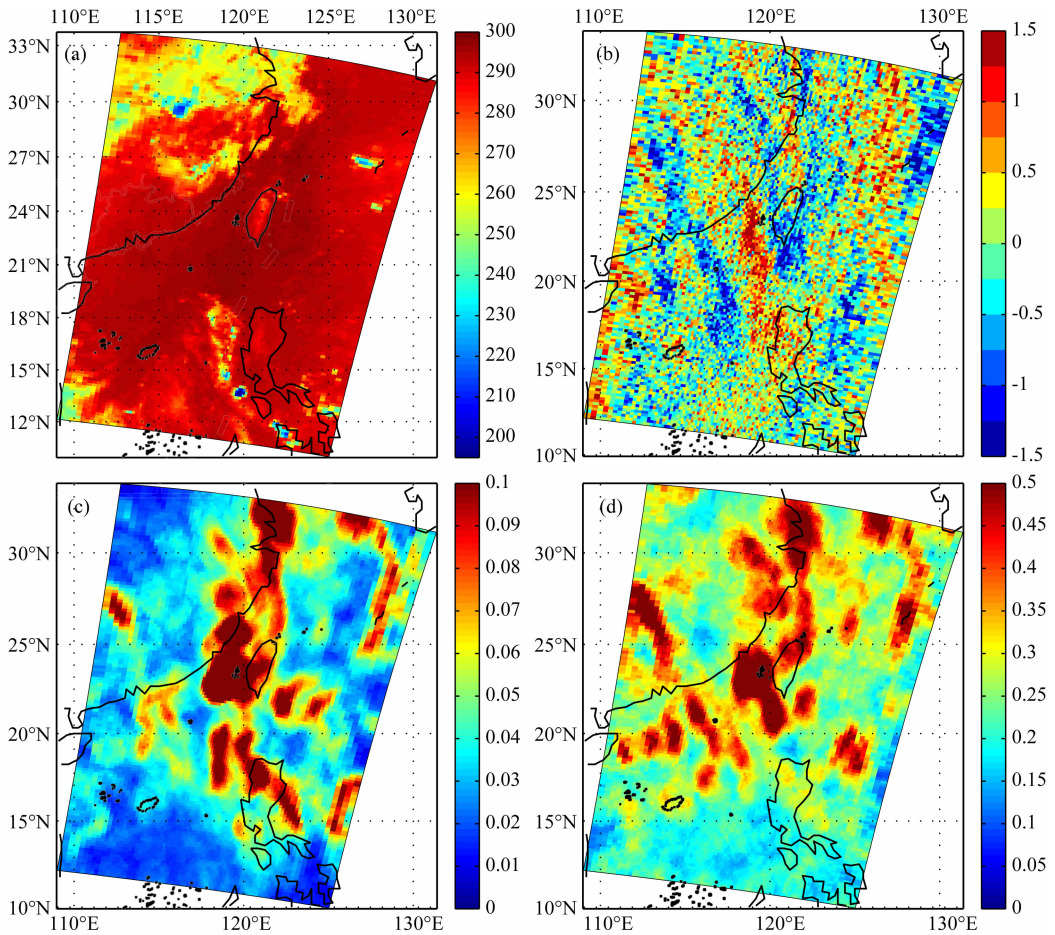 110°E 120°E 125°E 130°E
33°N
30°N
27°N
24°N
21°N
18°N
15°N
12°N
(a)
300
290
280
270
260
250
240
230
220
210
200
110°E 120°E 130°E
30°N
25°N
20°N
15°N
10°N
(b)
1.5
1
0.5
0
-0.5
-1
-1.5
30°N
25°N
20°N
15°N
10°N
(c)
110°E 120°E 130°E
0.1
0.09
0.08
0.07
0.06
0.05
0.04
0.03
0.02
0.01
0
30°N
25°N
20°N
15°N
10°N
(d)
110°E 120°E 130°E
0.5
0.45
0.4
0.35
0.3
0.25
0.2
0.15
0.1
0.05
0